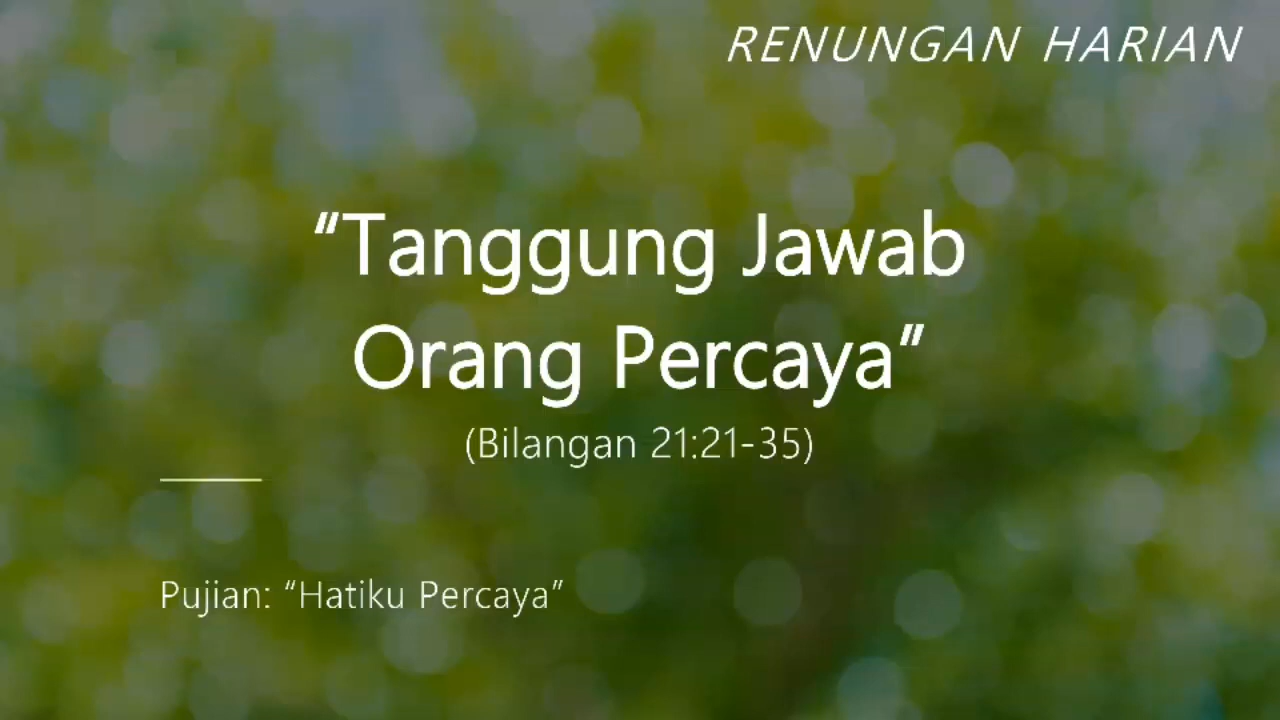 RENUNGAN HARIAN
“Tanggung Jawab
Orang Percaya”
(Bilangan 21:21-35)
Pujian: “Hatiku Percaya”